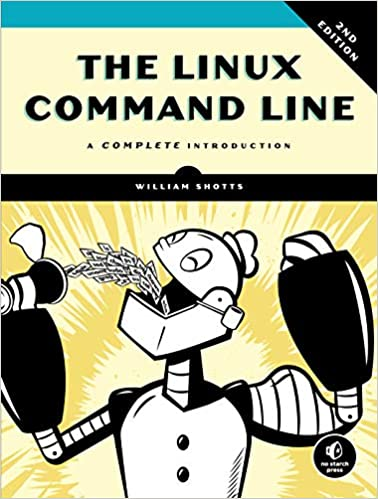 2ND
EDITION
THE LINUX
COMMAND LINE
A COMPLETE INTRODUCTION
WILLIAM SHOTTS
no starch
press